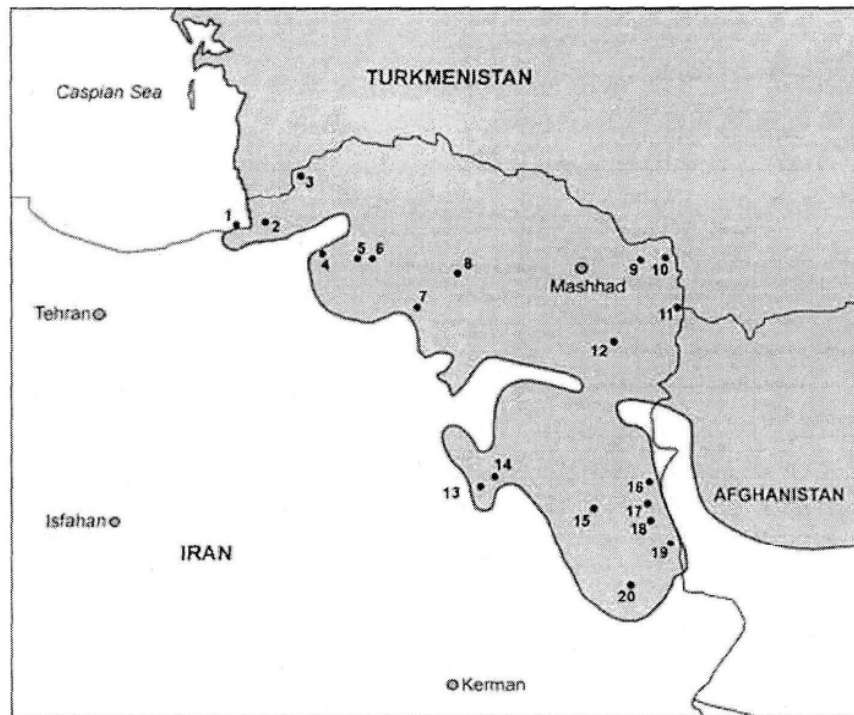 TURKMENISTAN
Caspian Sea
3
1
2
4
5
6
8
9
10
Mashhad
7
11
Tehran
12
14
13
16
AFGHANISTAN
15
17
18
Isfahan
IRAN
19
20
Kerman